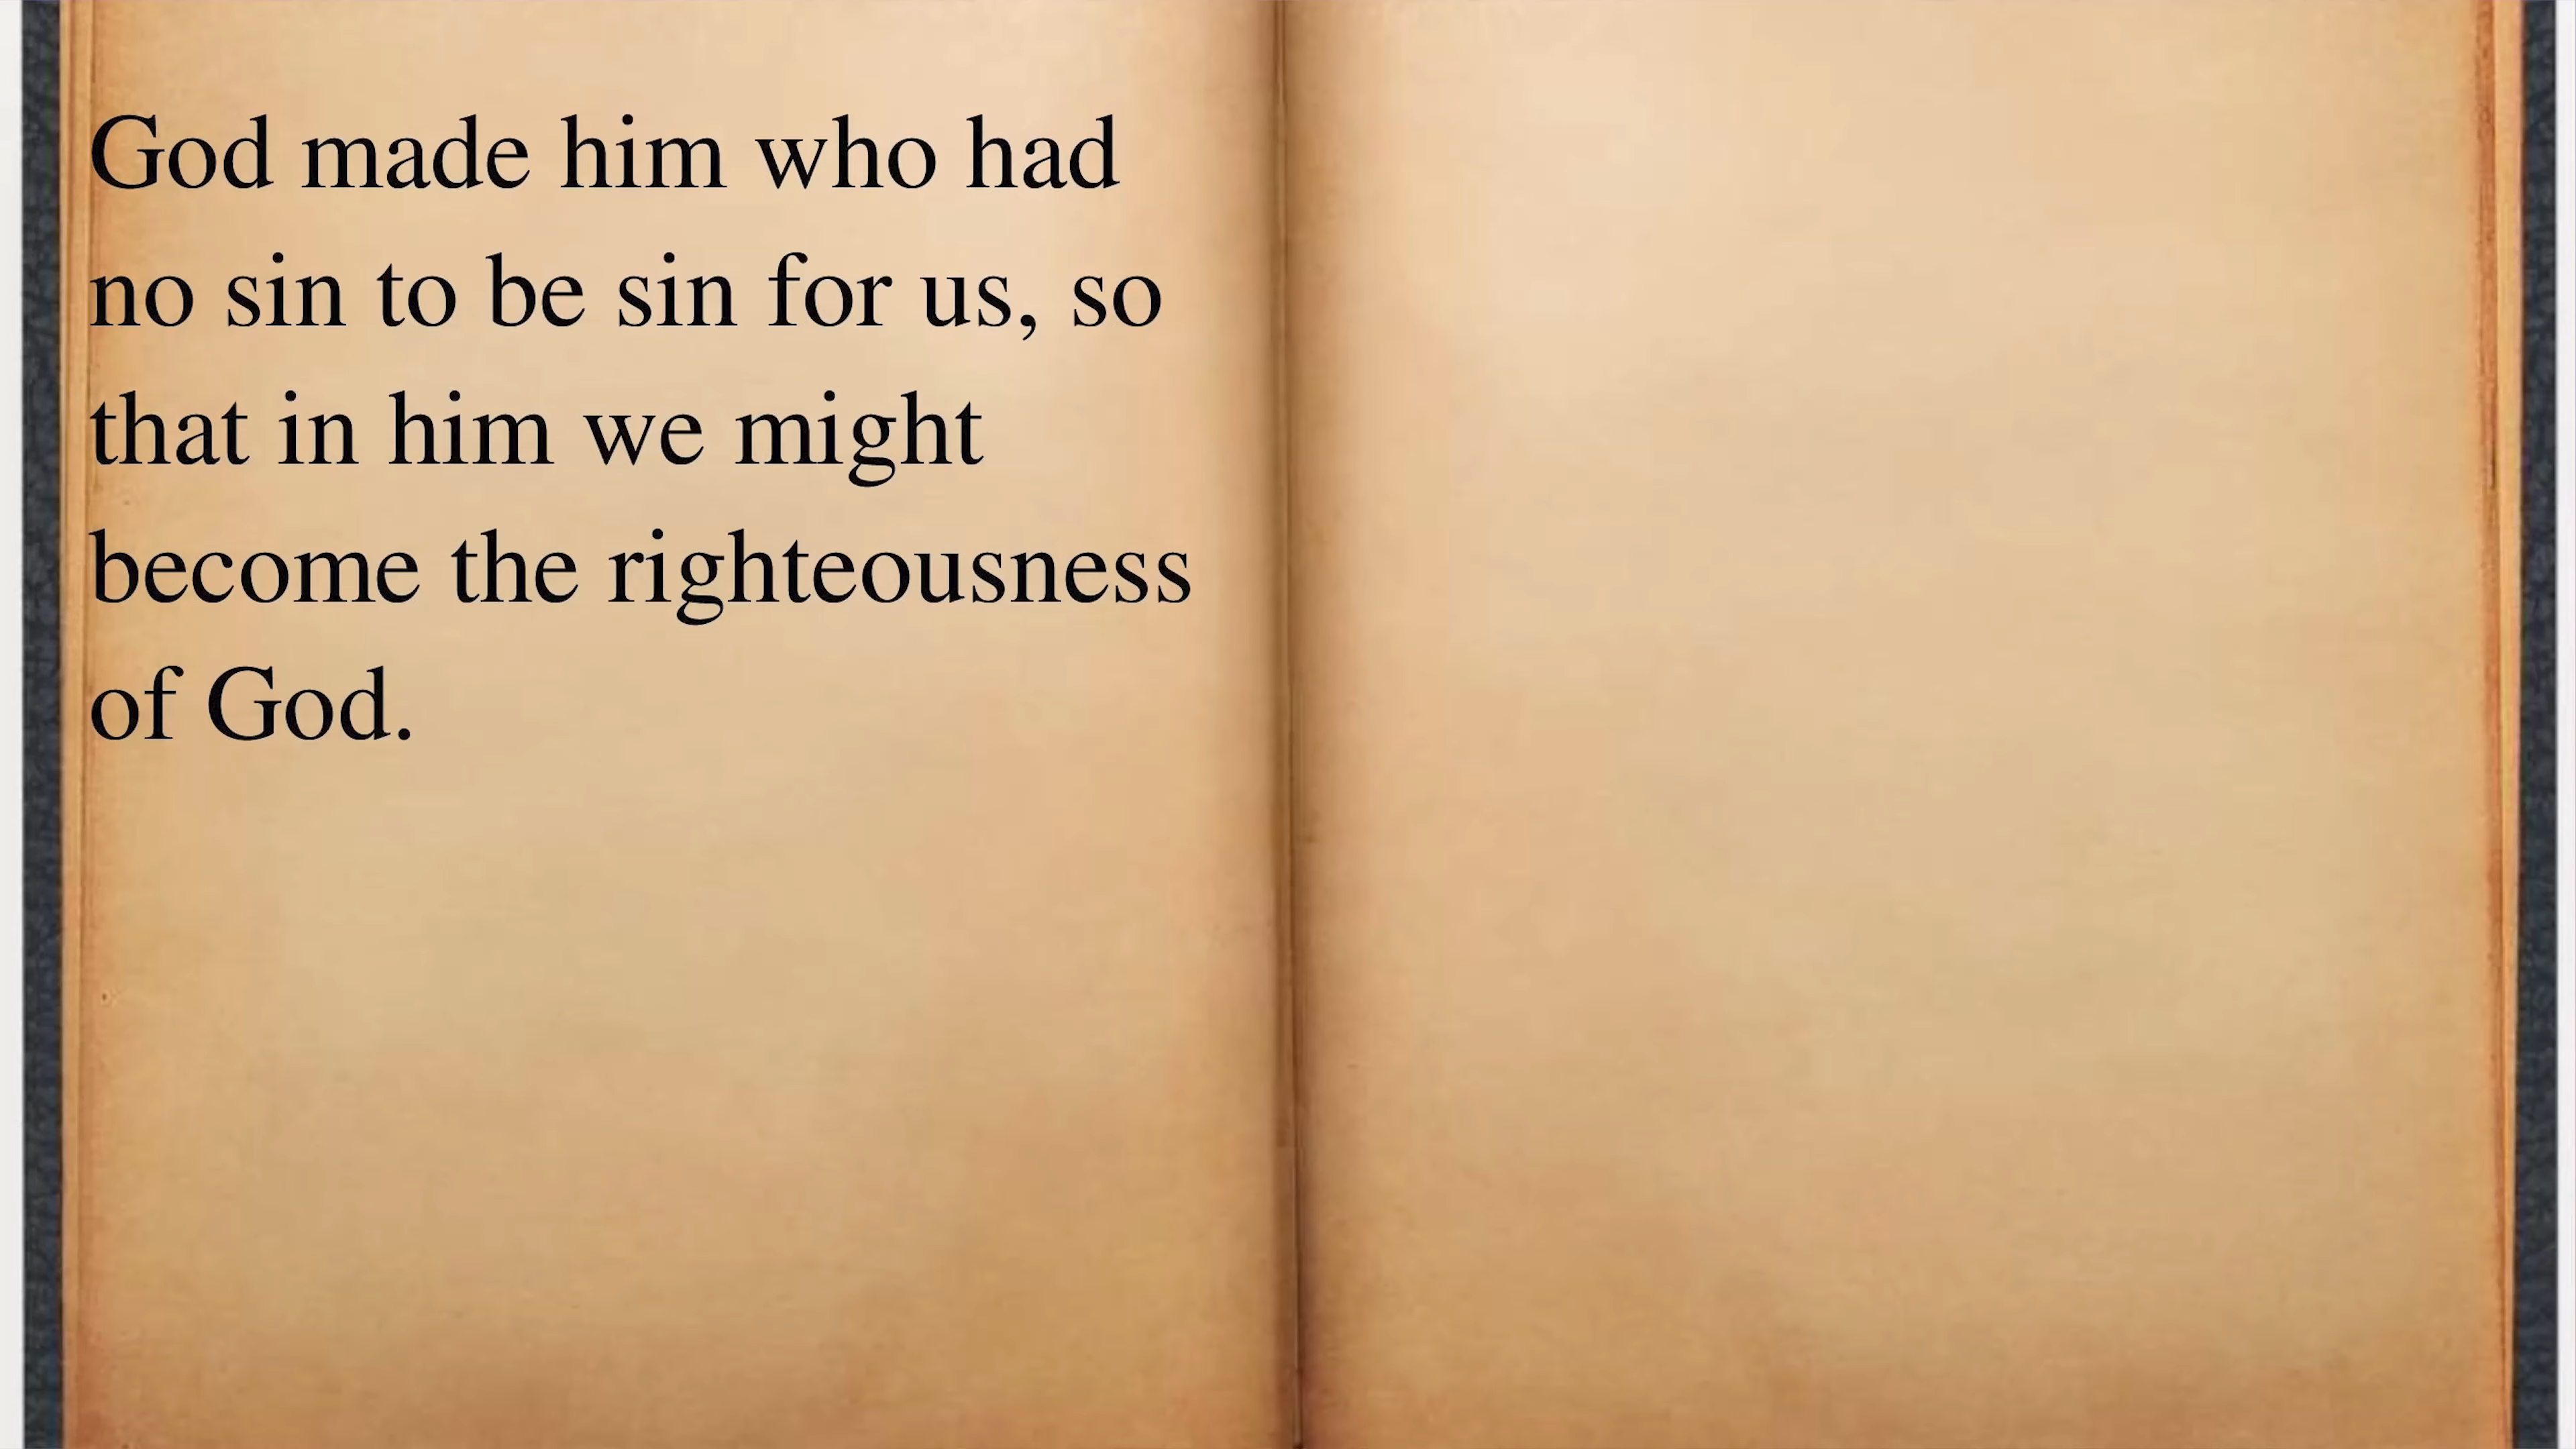 God made him who had
no sin to be sin for us, so
that in him we might
become the righteousness
of God.